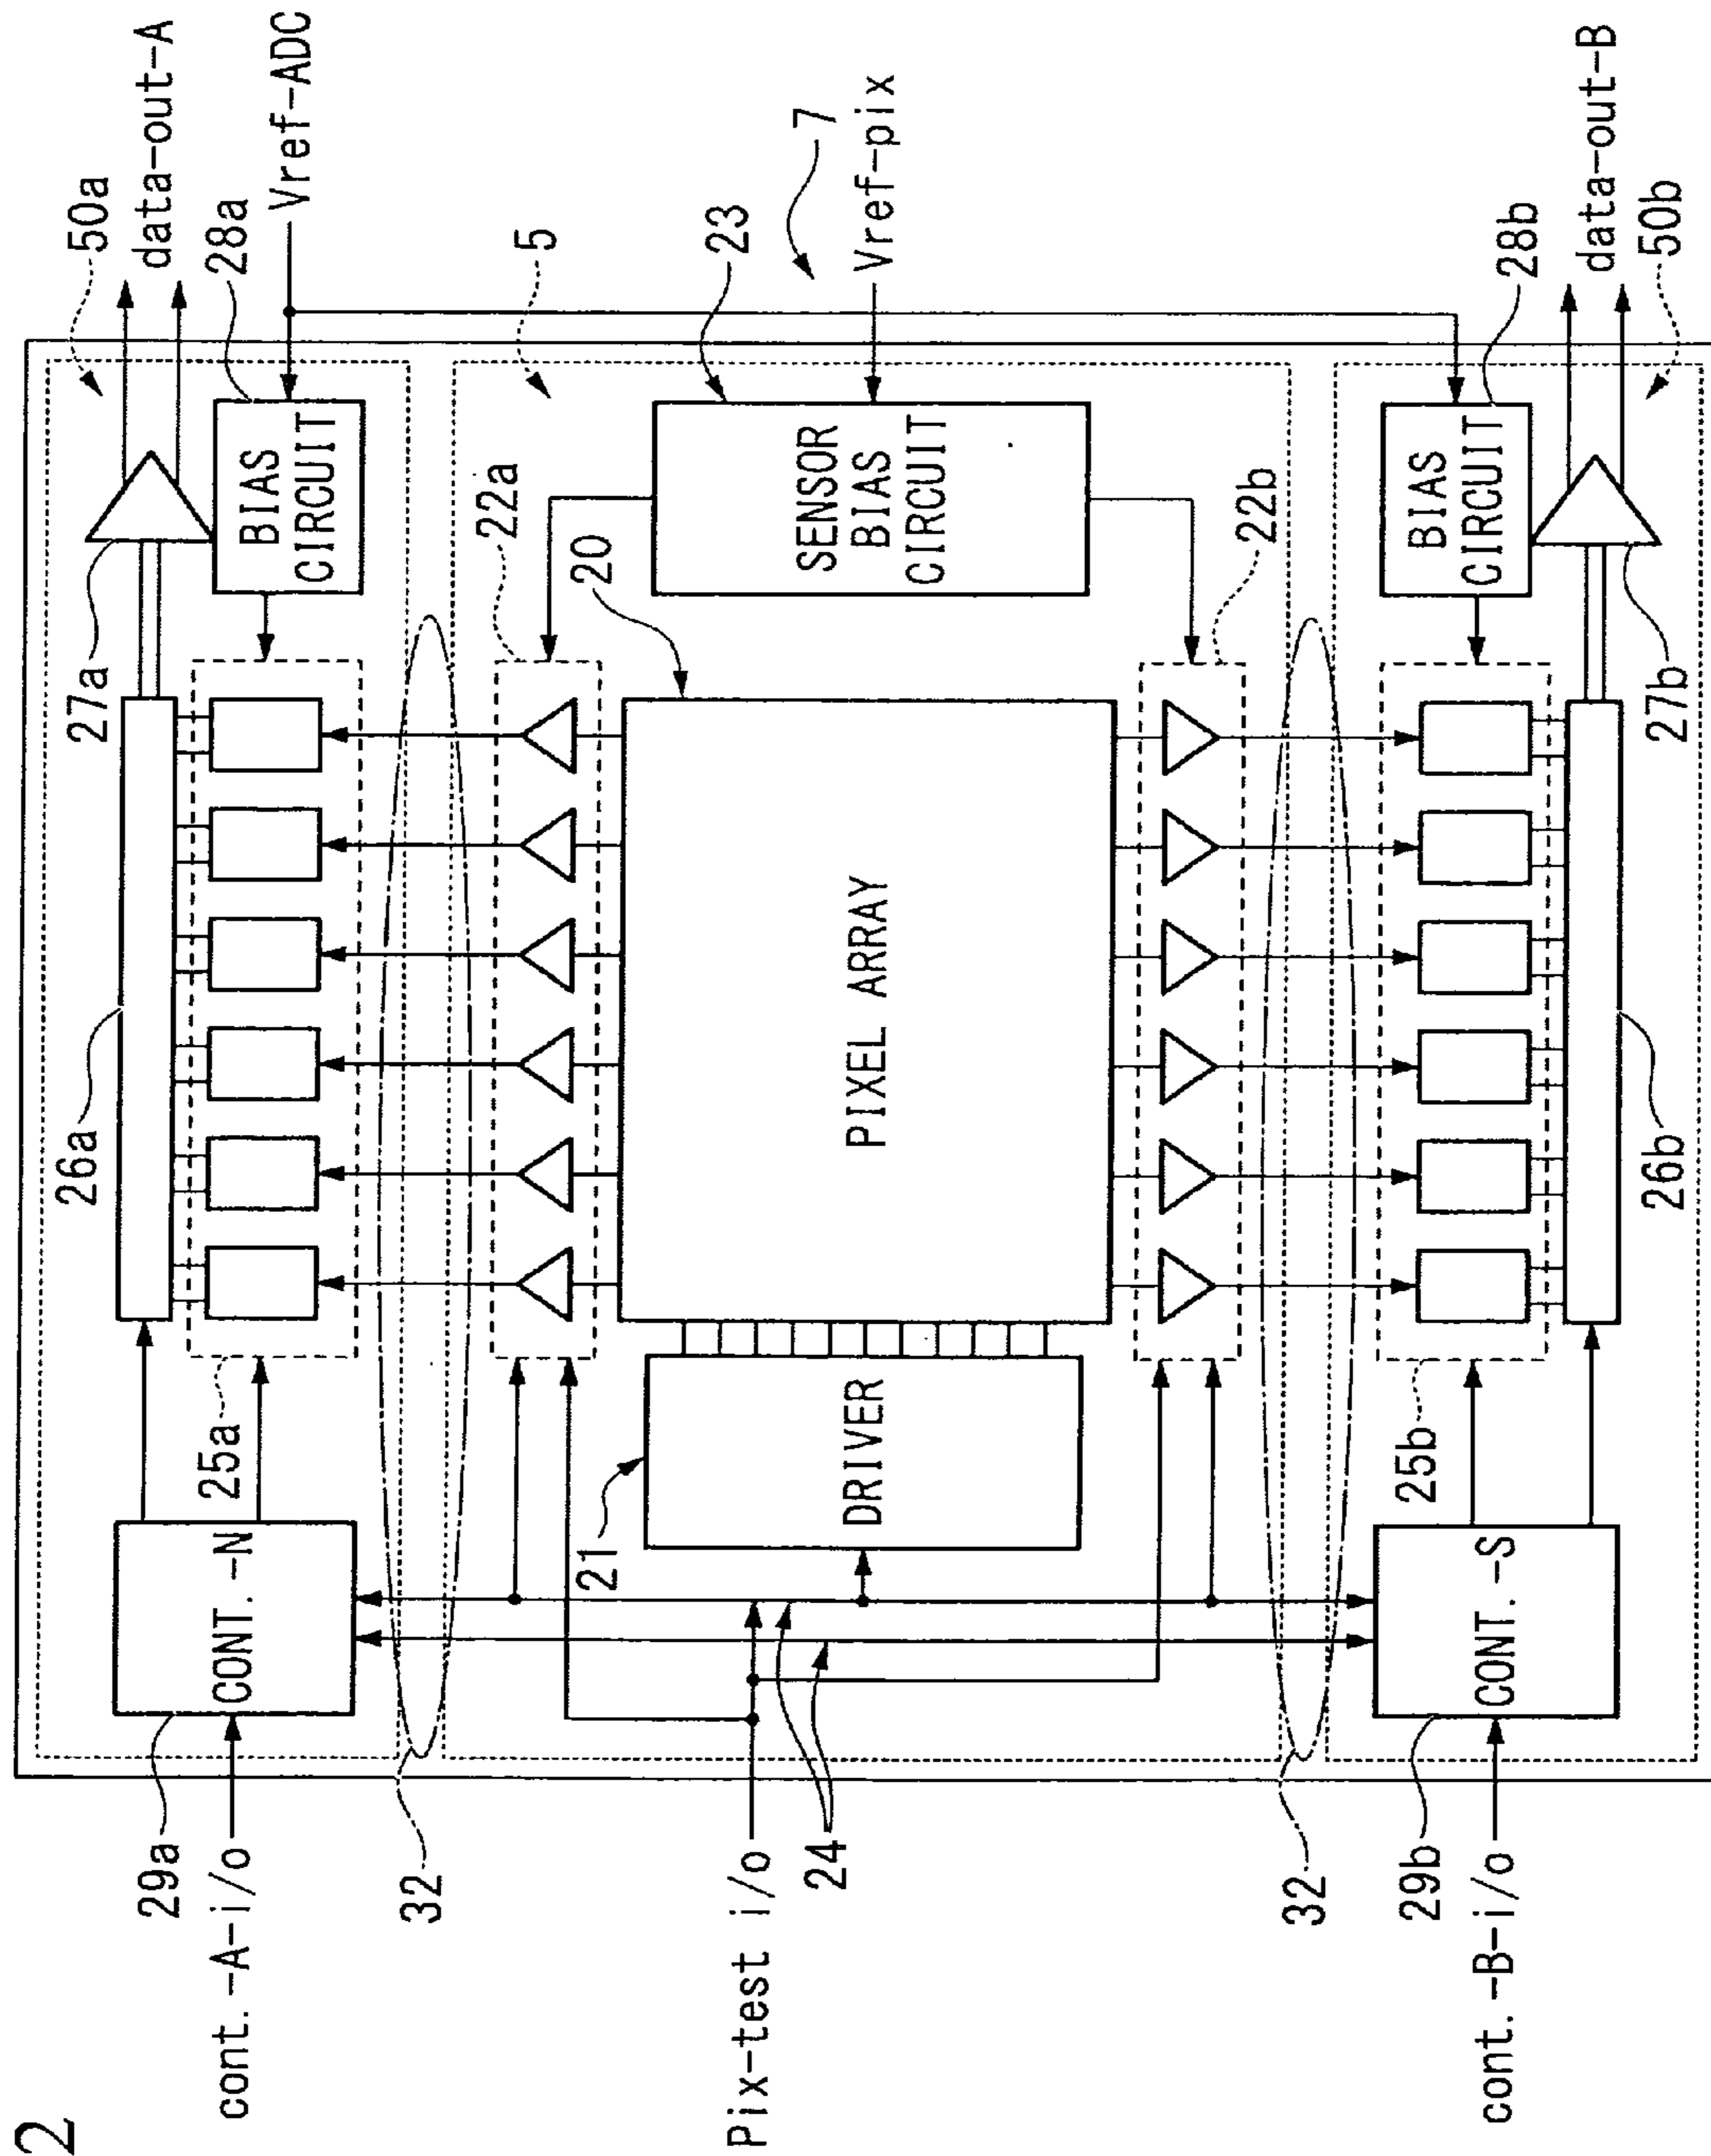 2
50a
data-out-A
27a
28a
Vref-ADC
BIAS
CIRCUIT
26a
25a
CONT.-N
29a
cont.-A-i/o
32
5
22a
20
23
7
SENSOR
BIAS
CIRCUIT
Vref-pix
PIXEL ARRAY
21
DRIVER
Pix-test i/o
24
22b
32
28b
BIAS
CIRCUIT
25b
CONT.-S
29b
cont.-B-i/o
26b
27b
data-out-B
50b